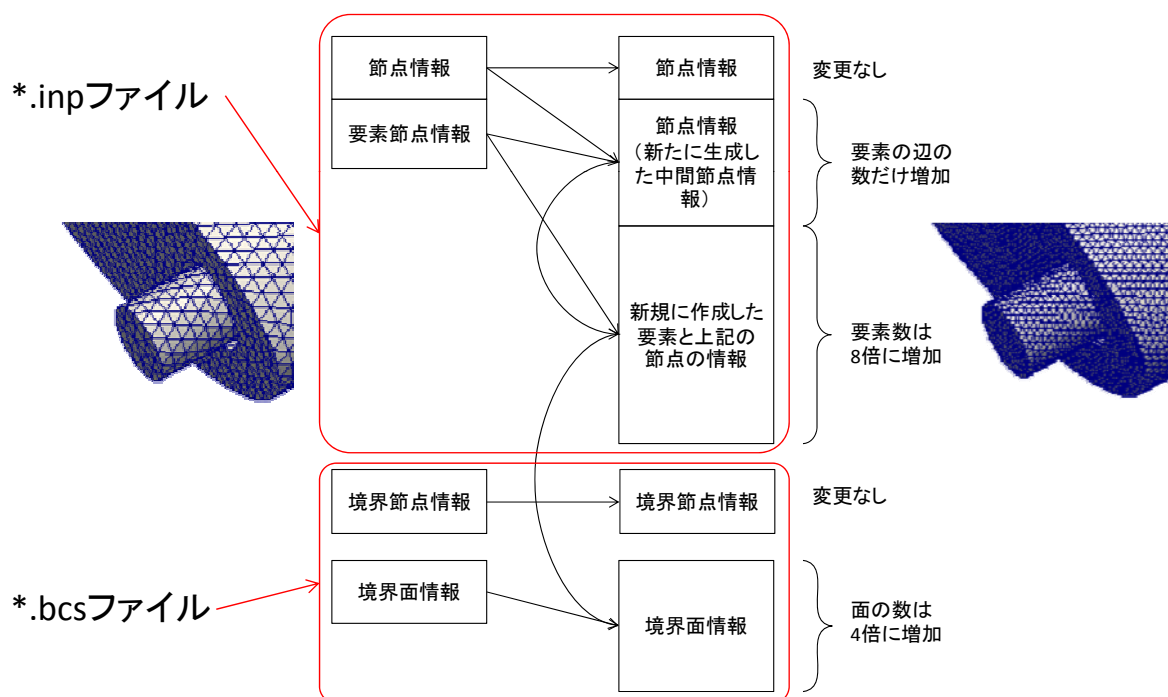 *.inpファイル
節点情報
要素節点情報
節点情報
変更なし
節点情報
（新たに生成し
た中間節点情
報）
要素の辺の
数だけ増加
新規に作成した
要素と上記の
節点の情報
要素数は
8倍に増加
*.bcsファイル
境界節点情報
境界節点情報
変更なし
境界面情報
境界面情報
面の数は
4倍に増加